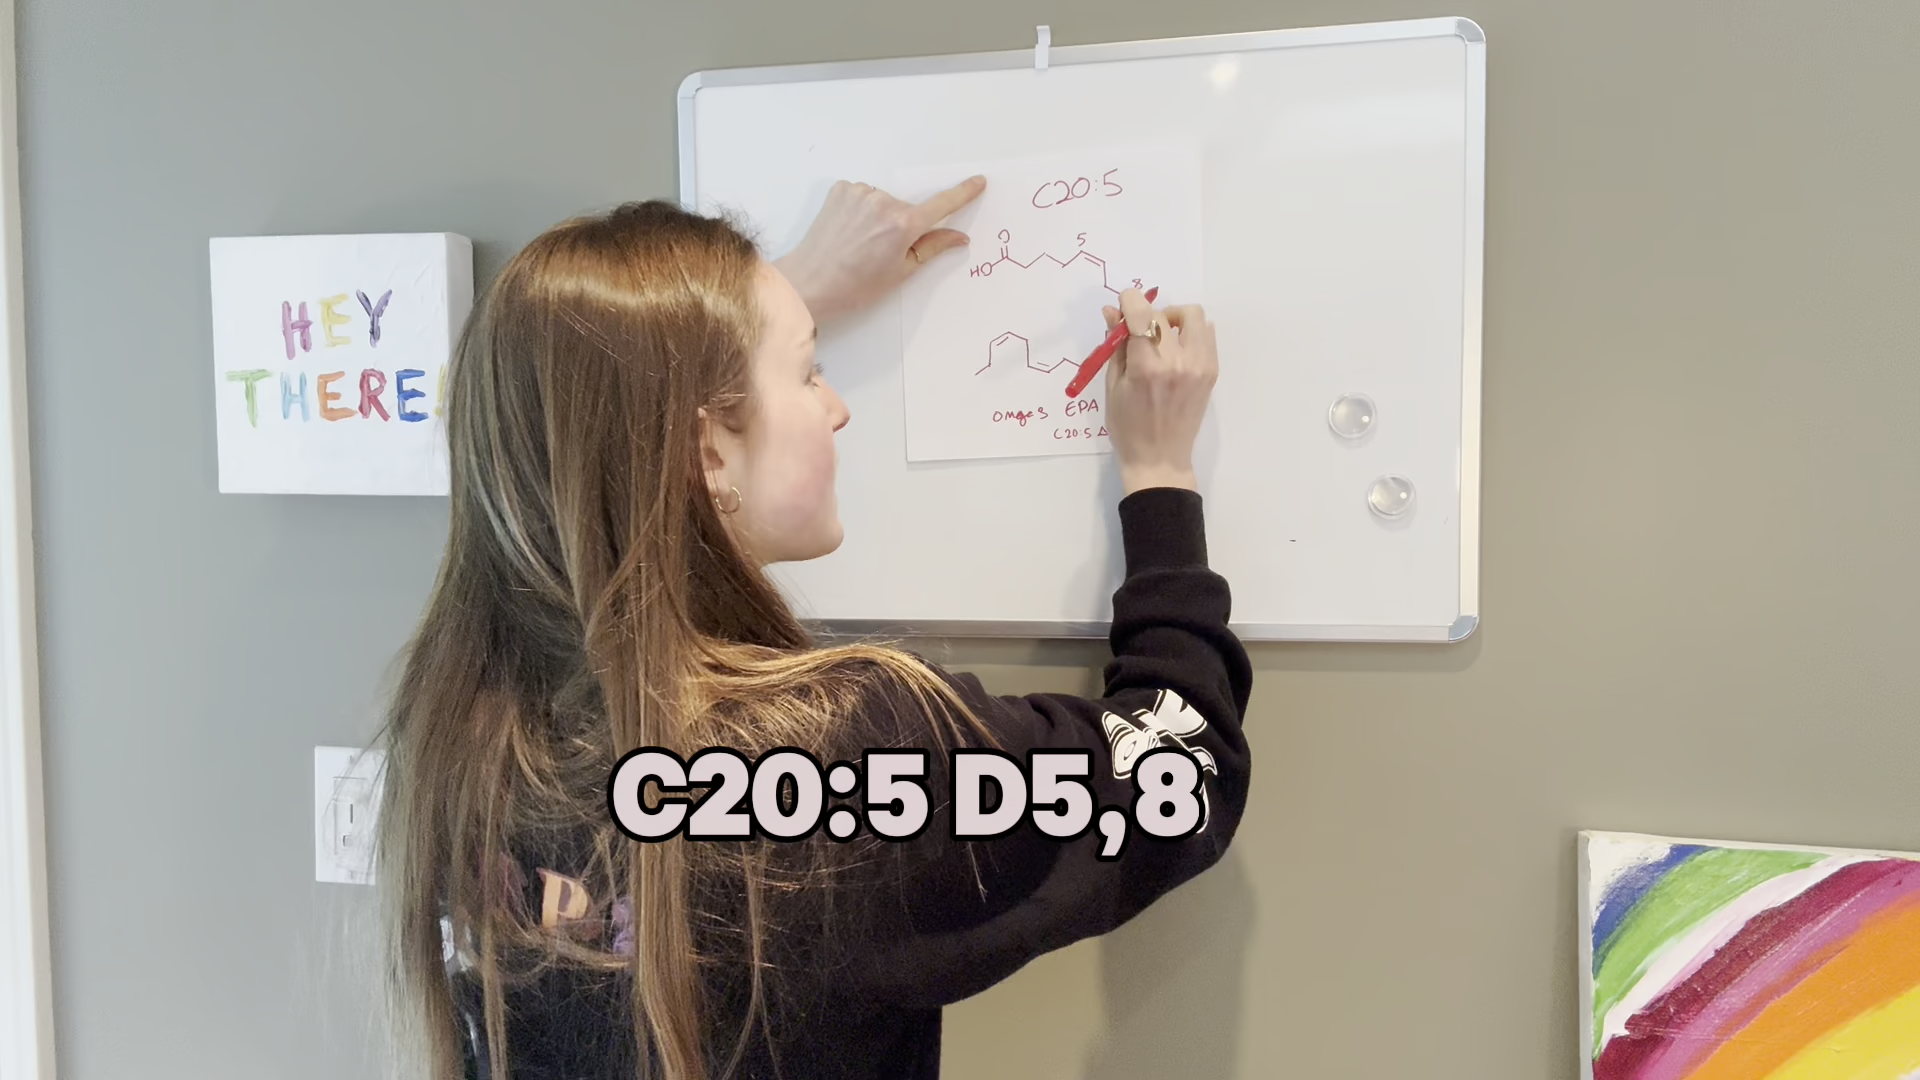 HEY
THERE!
C20:5
O
HO
5
8
omges EPA
C20:5 Δ
C20:5 D5,8
P